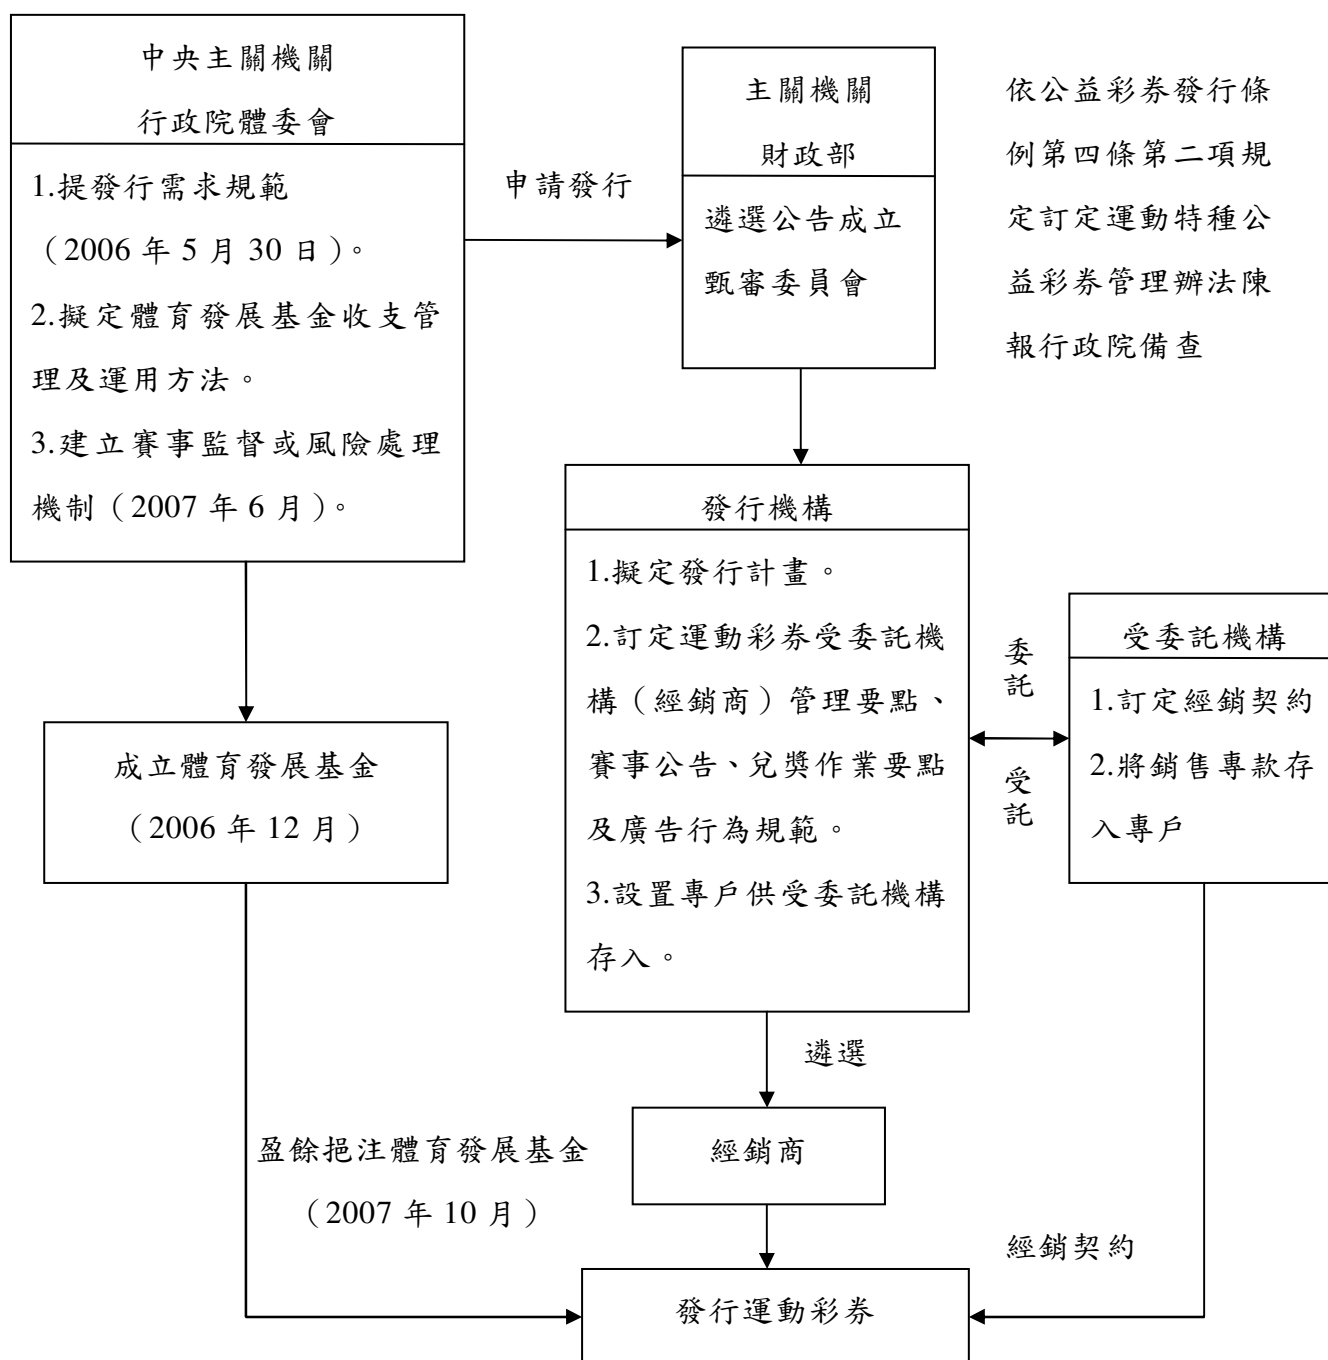 中央主關機關
行政院體委會
1.提發行需求規範
（2006 年 5 月 30 日）。
2.擬定體育發展基金收支管
理及運用方法。
3.建立賽事監督或風險處理
機制（2007 年 6 月）。
申請發行
主關機關
財政部
遴選公告成立
甄審委員會
依公益彩券發行條
例第四條第二項規
定訂定運動特種公
益彩券管理辦法陳
報行政院備查
發行機構
1.擬定發行計畫。
2.訂定運動彩券受委託機
構（經銷商）管理要點、
賽事公告、兌獎作業要點
及廣告行為規範。
3.設置專戶供受委託機構
存入。
委託
受託
受委託機構
1.訂定經銷契約
2.將銷售專款存
入專戶
成立體育發展基金
（2006 年 12 月）
遴選
經銷商
盈餘挹注體育發展基金
（2007 年 10 月）
經銷契約
發行運動彩券